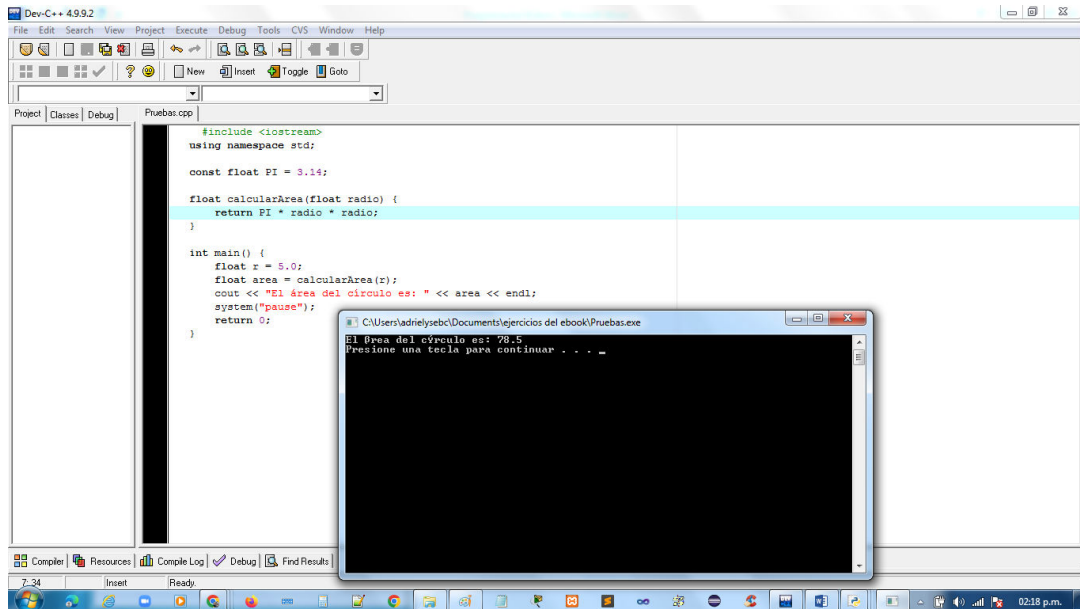 Dev-C++ 4.9.9.2
File Edit Search View Project Execute Debug Tools CVS Window Help
New Insert Toggle Goto
Project Classes Debug Pruebas.cpp
#include <iostream>
using namespace std;
const float PI = 3.14;
float calcularArea(float radio) {
return PI * radio * radio;
}
int main() {
float r = 5.0;
float area = calcularArea(r);
cout << "El área del círculo es: " << area << endl;
system("pause");
return 0;
}
C:\Users\adrielysebc\Documents\ejercicios del ebook\Pruebas.exe
El ßrea del cÝrculo es: 78.5
Presione una tecla para continuar . . . _
Compiler Resources Compile Log Debug Find Results
7: 34 Insert Ready.
02:18 p.m.